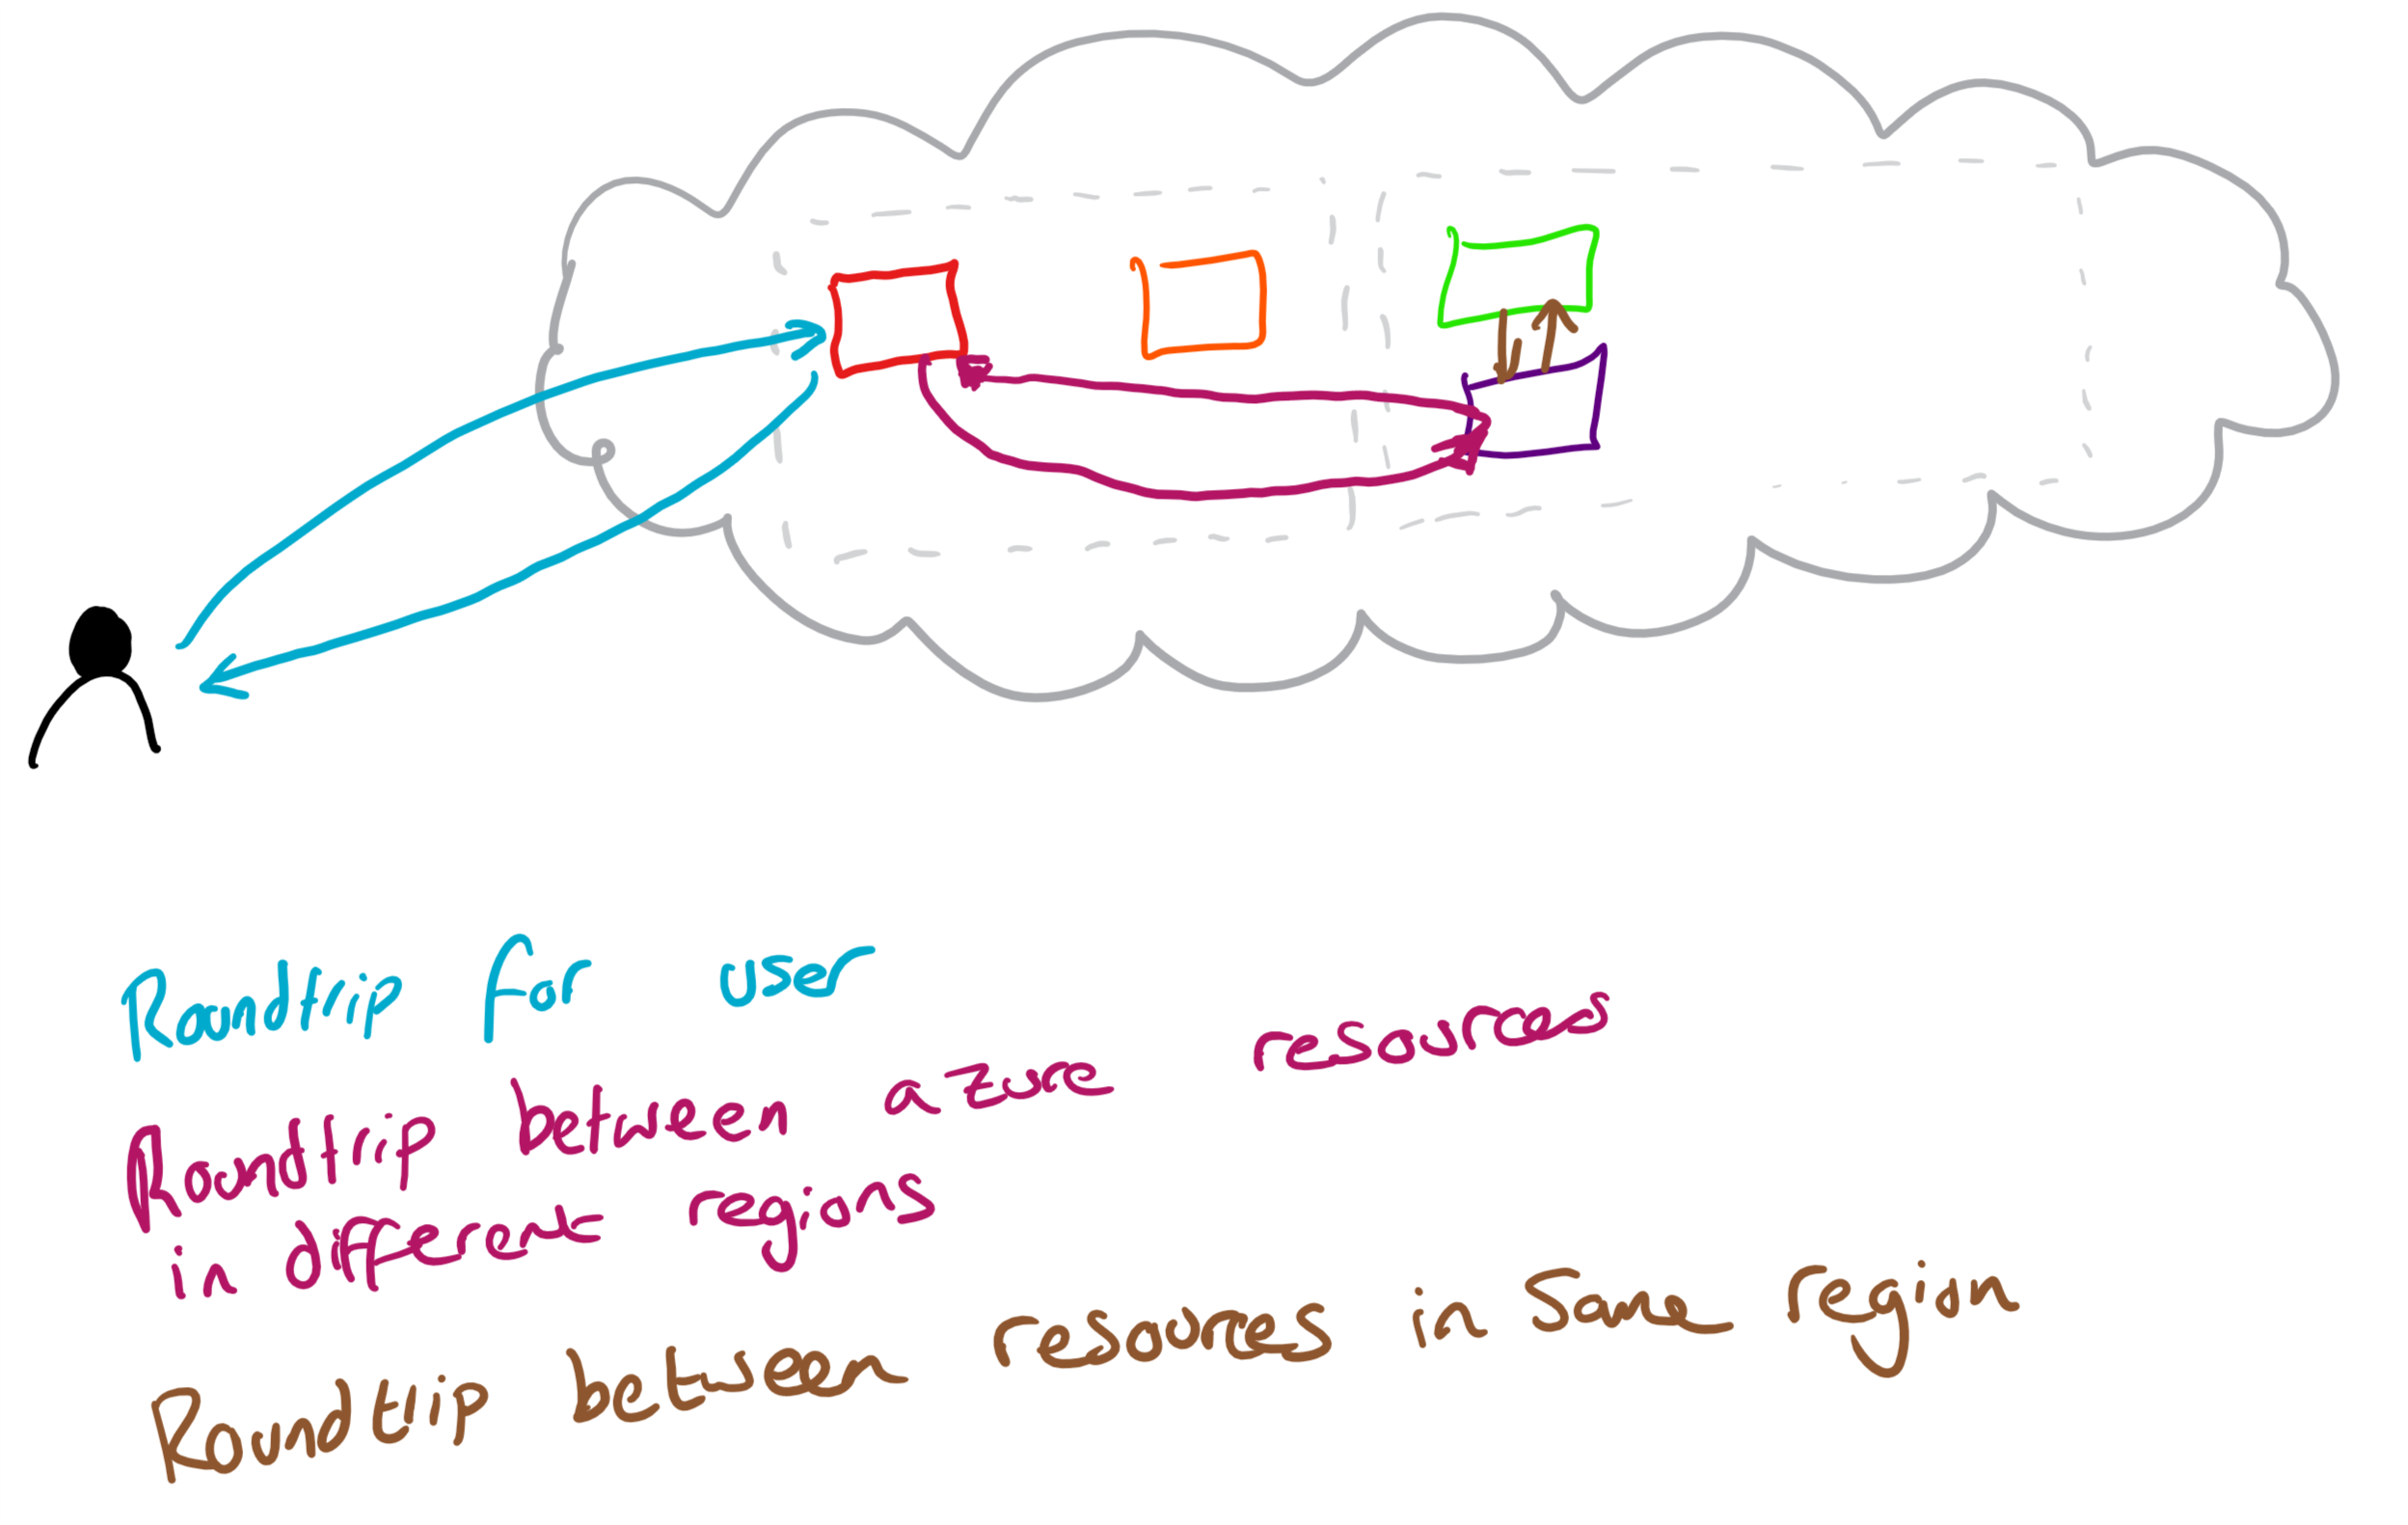 Roundtrip for user
Roundtrip between azure resources
in different regions
Roundtrip between resources in same region